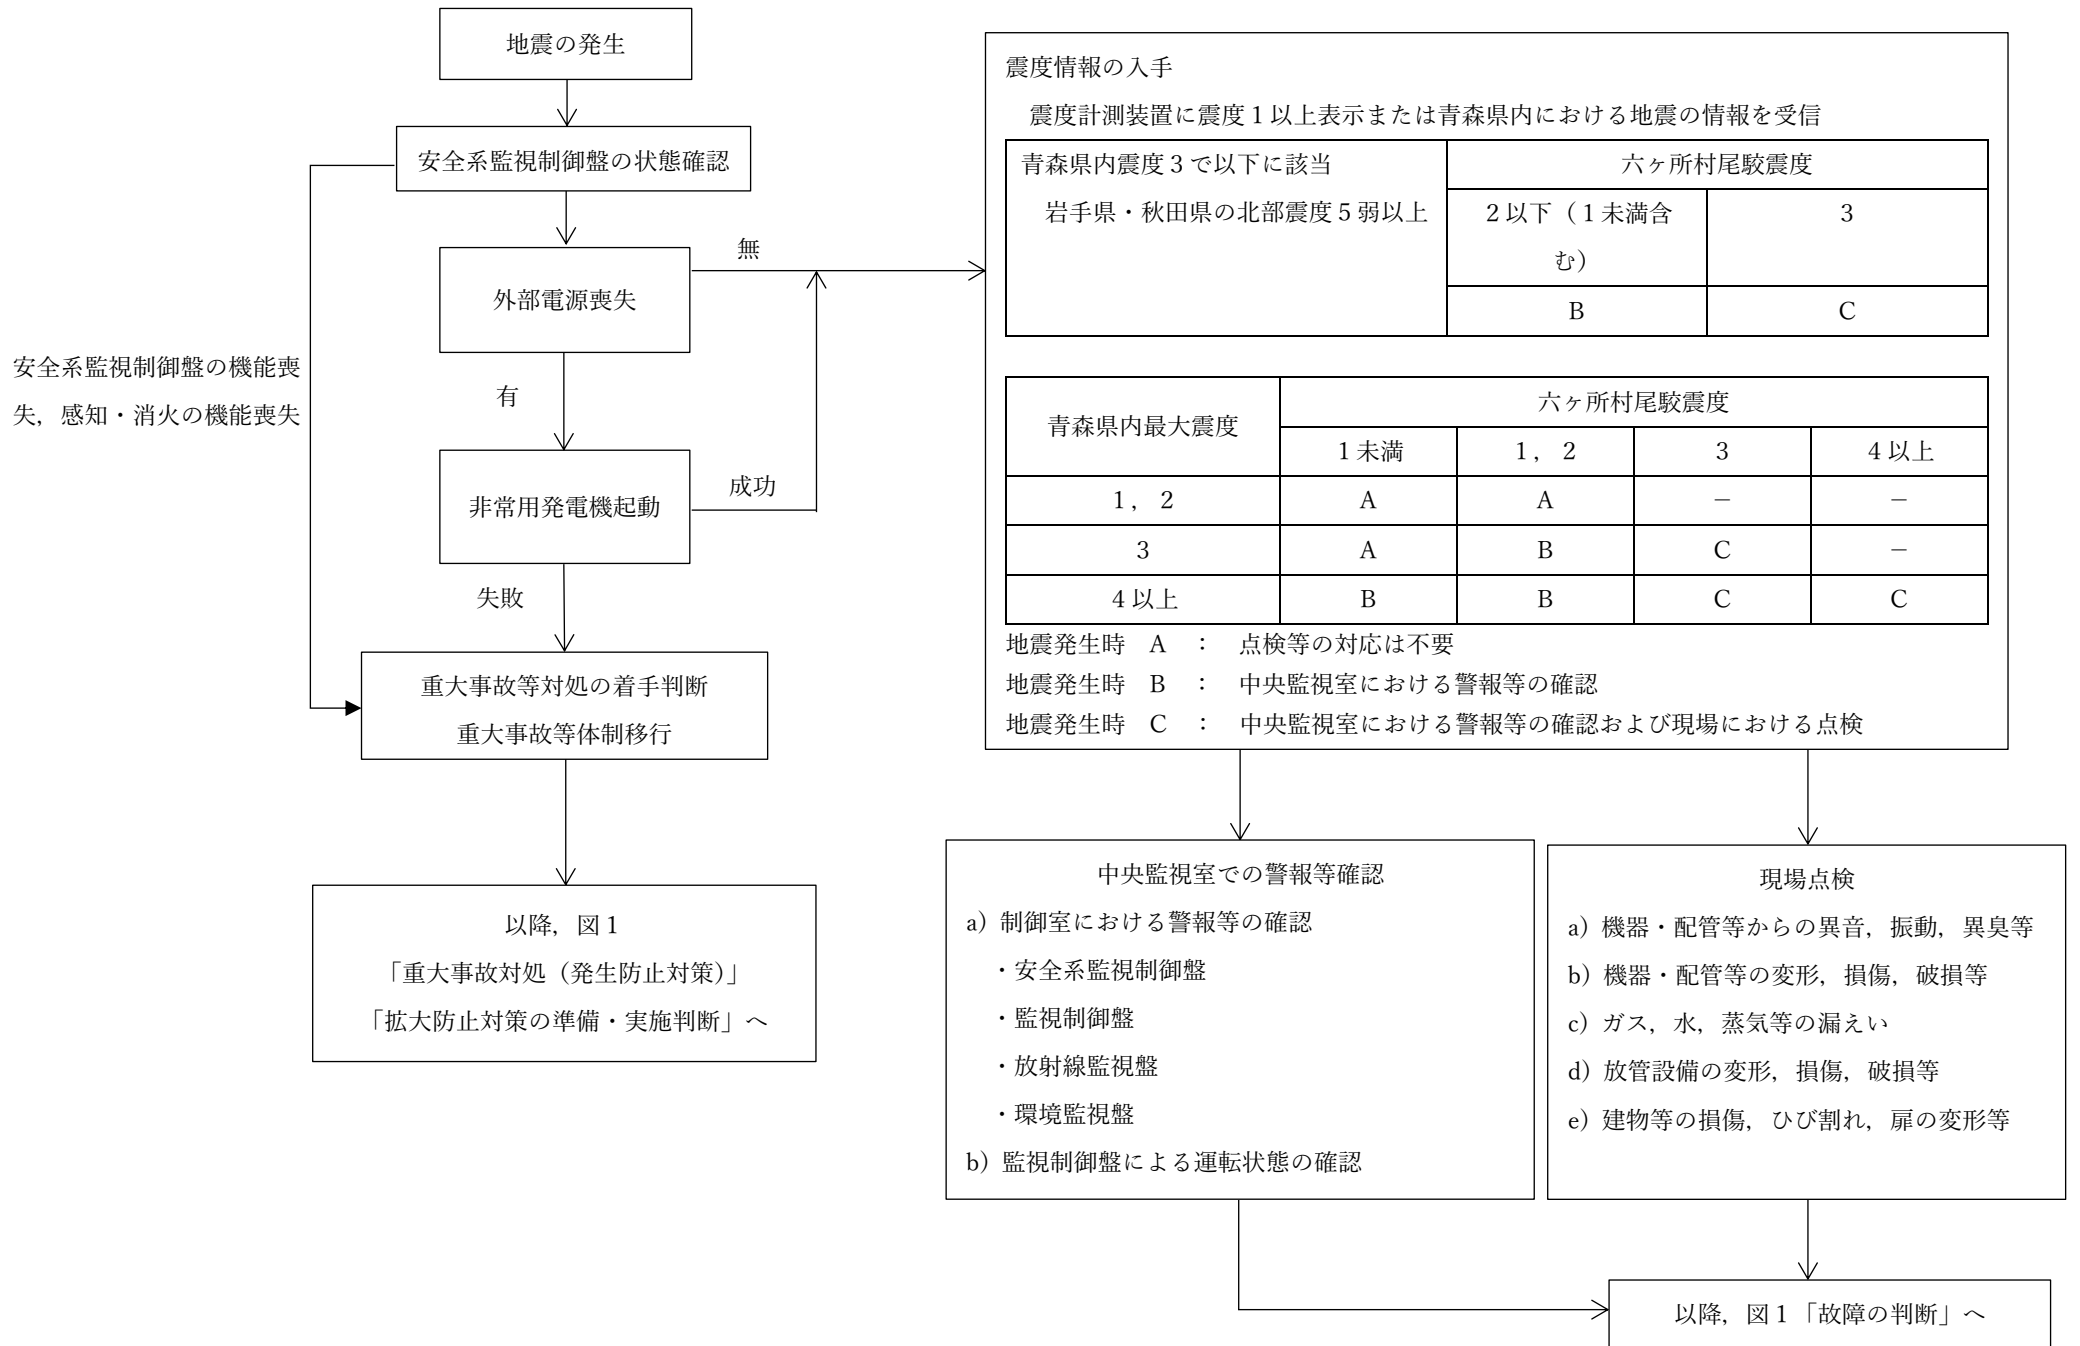 地震の発生
安全系監視制御盤の状態確認
外部電源喪失
無
有
非常用発電機起動
成功
失敗
安全系監視制御盤の機能喪
失，感知・消火の機能喪失
重大事故等対処の着手判断
重大事故等体制移行
以降，図１
「重大事故対処（発生防止対策）」
「拡大防止対策の準備・実施判断」へ
震度情報の入手
震度計測装置に震度１以上表示または青森県内における地震の情報を受信
青森県内震度３で以下に該当
岩手県・秋田県の北部震度５弱以上
六ヶ所村尾駮震度
２以下（１未満含
む）
３
B
C
青森県内最大震度
六ヶ所村尾駮震度
１未満
１，２
３
４以上
１，２
A
A
－
－
３
A
B
C
－
４以上
B
B
C
C
地震発生時　A　：　点検等の対応は不要
地震発生時　B　：　中央監視室における警報等の確認
地震発生時　C　：　中央監視室における警報等の確認および現場における点検
中央監視室での警報等確認
a）制御室における警報等の確認
・安全系監視制御盤
・監視制御盤
・放射線監視盤
・環境監視盤
b）監視制御盤による運転状態の確認
現場点検
a）機器・配管等からの異音，振動，異臭等
b）機器・配管等の変形，損傷，破損等
c）ガス，水，蒸気等の漏えい
d）放管設備の変形，損傷，破損等
e）建物等の損傷，ひび割れ，扉の変形等
以降，図１「故障の判断」へ